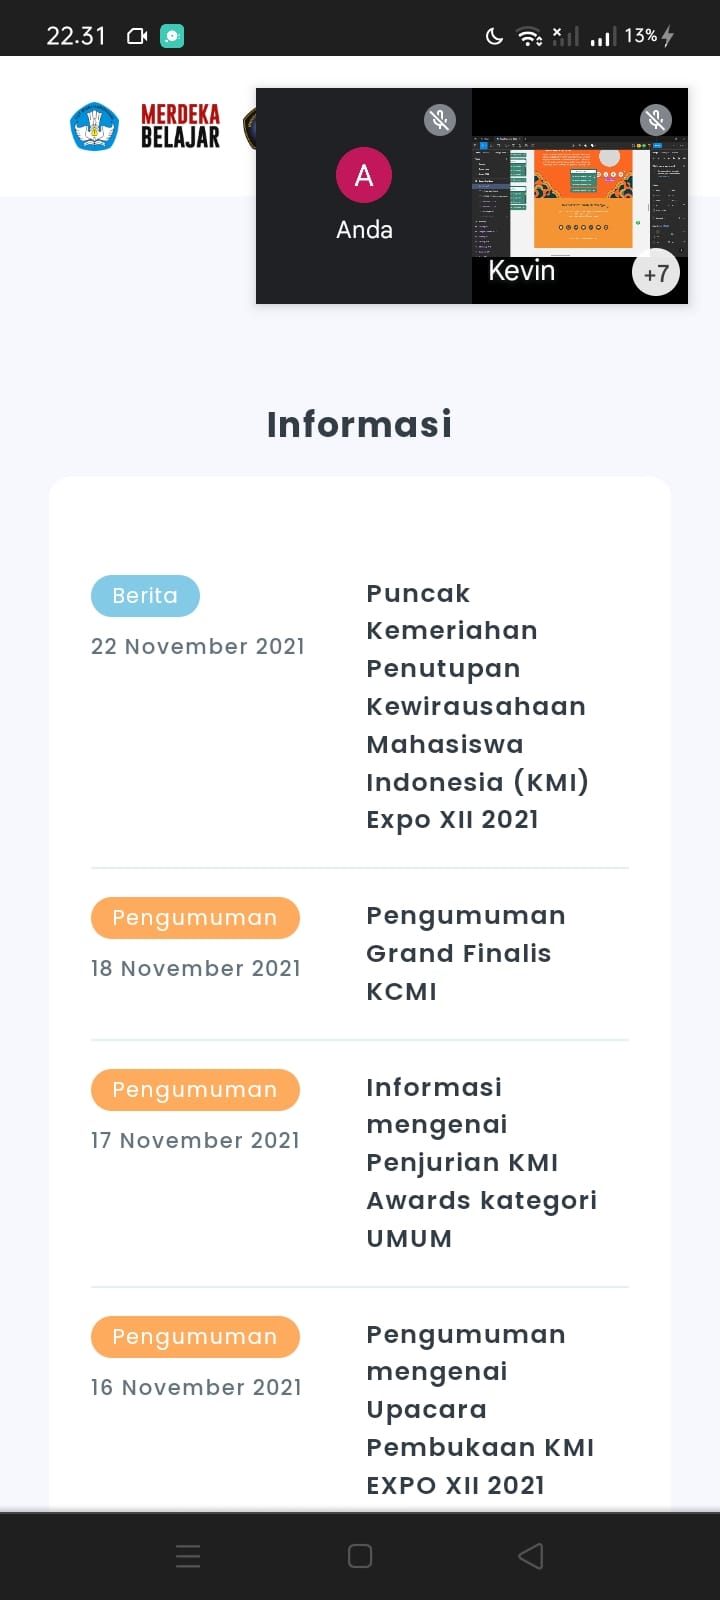 22.31
13%
MERDEKA
BELAJAR
A
Anda
Kevin
+7
Informasi
Berita
22 November 2021
Puncak
Kemeriahan
Penutupan
Kewirausahaan
Mahasiswa
Indonesia (KMI)
Expo XII 2021
Pengumuman
18 November 2021
Pengumuman
Grand Finalis
KCMI
Pengumuman
17 November 2021
Informasi
mengenai
Penjurian KMI
Awards kategori
UMUM
Pengumuman
16 November 2021
Pengumuman
mengenai
Upacara
Pembukaan KMI
EXPO XII 2021